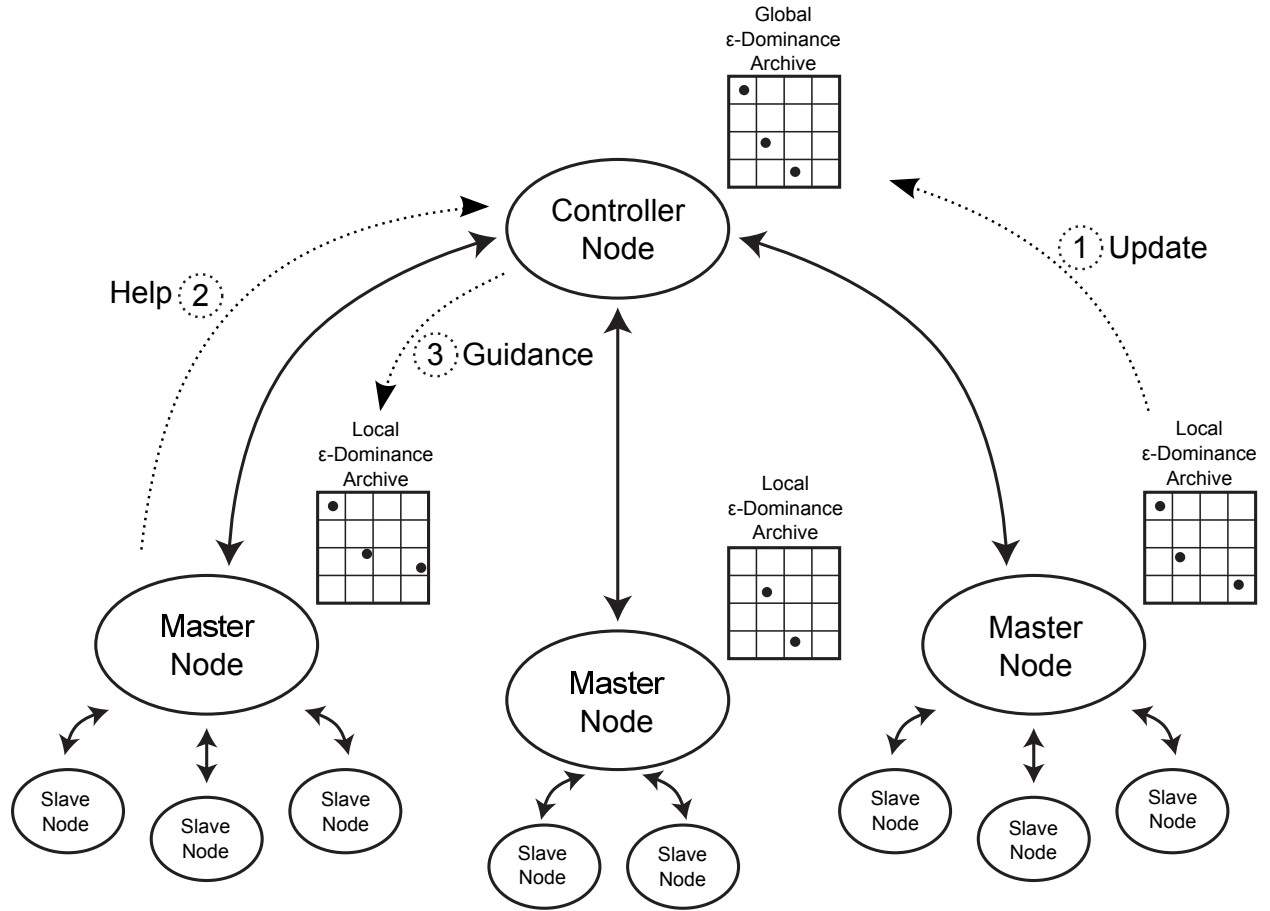 Global
ε-Dominance
Archive
Controller
Node
1 Update
Help 2
3 Guidance
Local
ε-Dominance
Archive
Local
ε-Dominance
Archive
Local
ε-Dominance
Archive
Master
Node
Master
Node
Master
Node
Slave
Node
Slave
Node
Slave
Node
Slave
Node
Slave
Node
Slave
Node
Slave
Node
Slave
Node